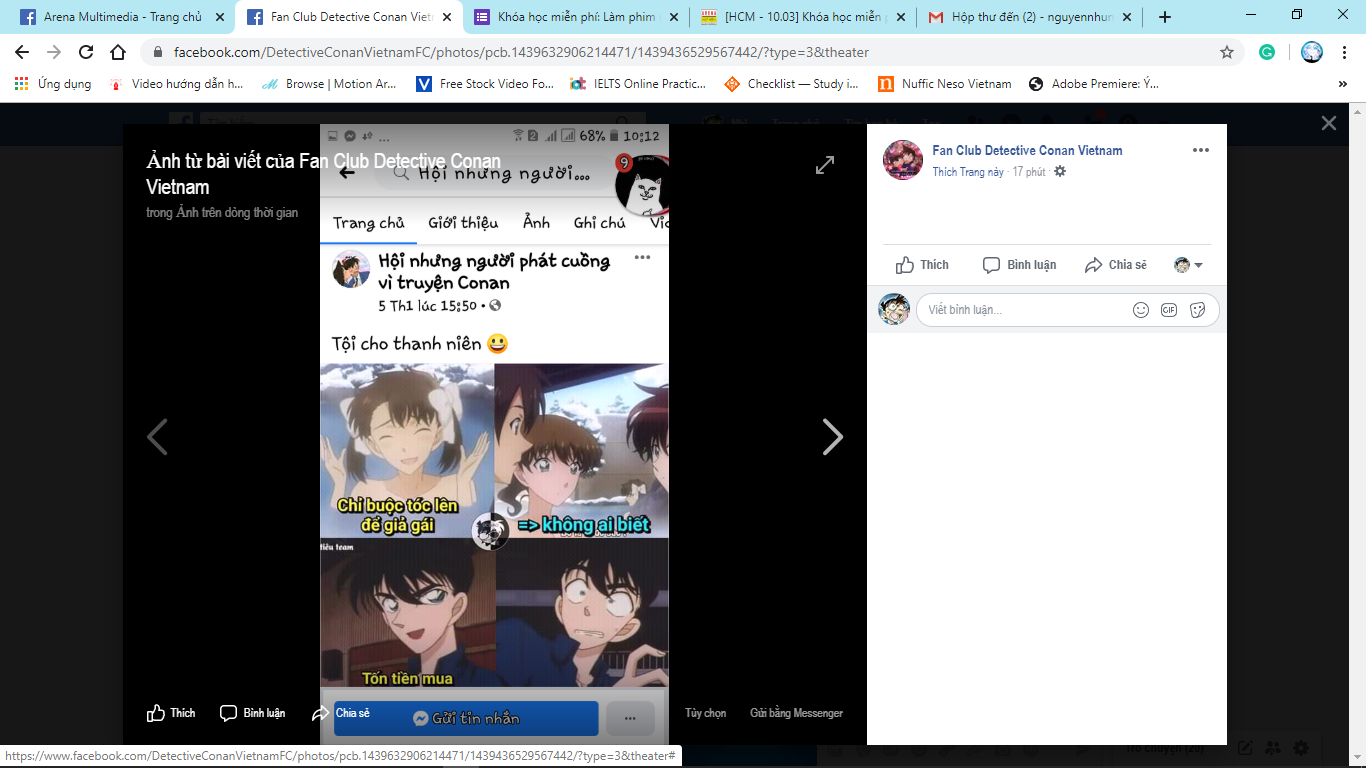 Arena Multimedia - Trang chủ
Fan Club Detective Conan Vietn
Khóa học miễn phí: Làm phim
[HCM - 10.03] Khóa học miễn
Hộp thư đến (2) - nguyennhun
facebook.com/DetectiveConanVietnamFC/photos/pcb.1439632906214471/1439436529567442/?type=3&theater
Ứng dụng
Video hướng dẫn h...
Browse | Motion Ar...
Free Stock Video Fo...
IELTS Online Practic...
Checklist — Study i...
Nuffic Neso Vietnam
Adobe Premiere: Ý...
»
68% 10:12
Ảnh từ bài viết của Fan Club Detective Conan
Vietnam
trong Ảnh trên dòng thời gian
Hội những người...
9
Trang chủ Giới thiệu Ảnh Ghi chú
Hội những người phát cuồng
vì truyện Conan
5 Th1 lúc 15:50 •
Tội cho thanh niên 😀
Chỉ buộc tóc lên
để giả gái
=> không ai biết
tiêu team
Tốn tiền mua
Gửi tin nhắn
Thích
Bình luận
Chia sẻ
Tùy chọn
Gửi bằng Messenger
Fan Club Detective Conan Vietnam
Thích Trang này · 17 phút ·
Thích
Bình luận
Chia sẻ
Viết bình luận...
GIF
Trò chuyện (20)
https://www.facebook.com/DetectiveConanVietnamFC/photos/pcb.1439632906214471/1439436529567442/?type=3&theater#